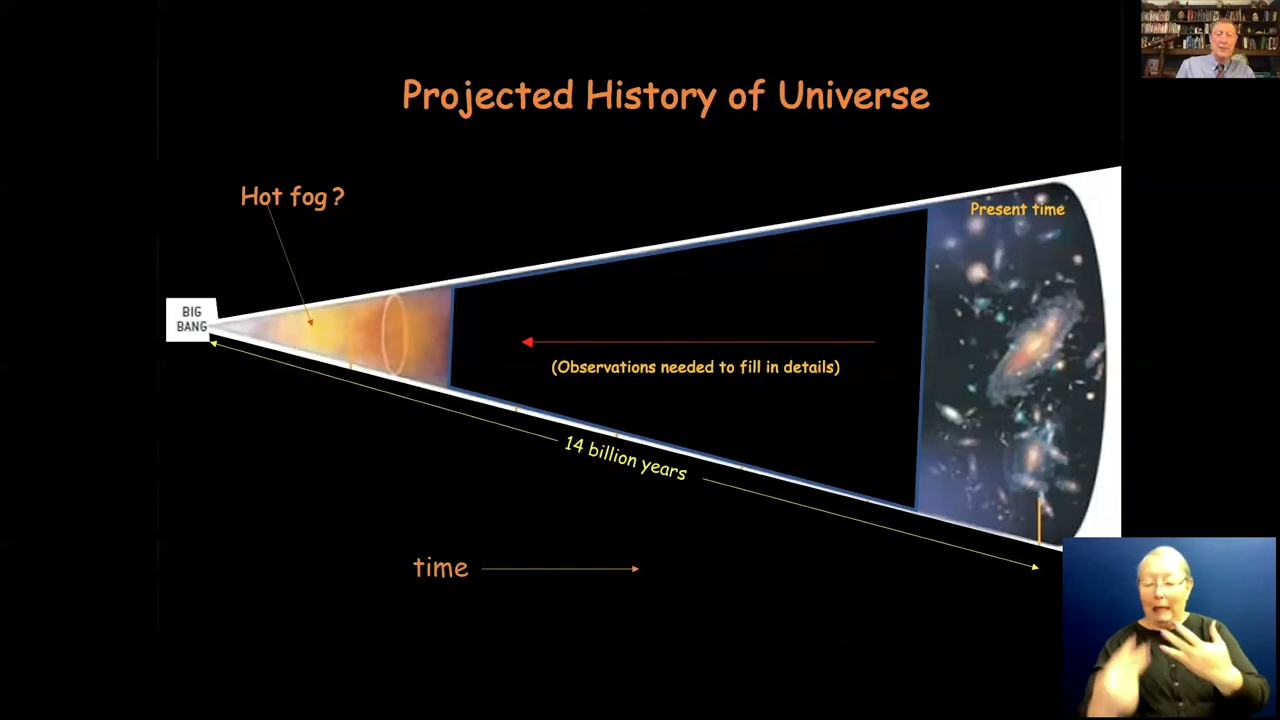 Projected History of Universe
Hot fog?
Present time
BIG
BANG
(Observations needed to fill in details)
14 billion years
time